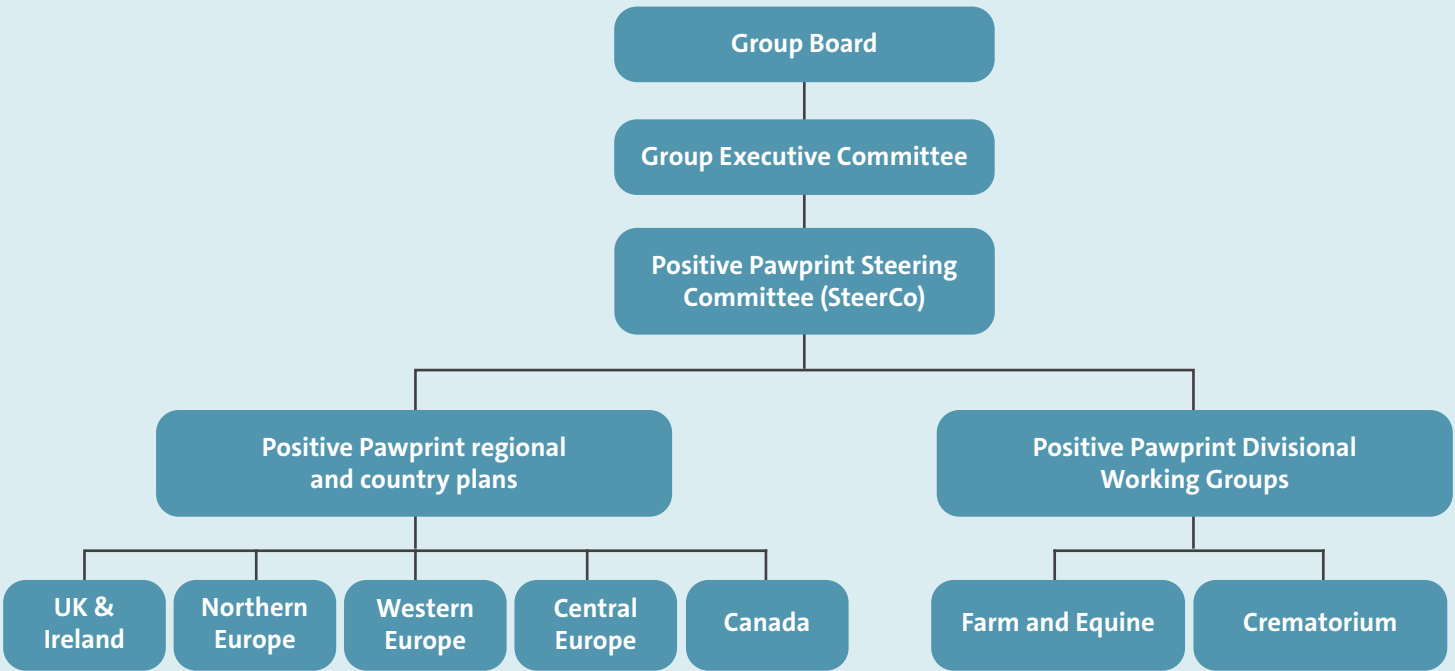 Group Board
Group Executive Committee
Positive Pawprint Steering
Committee (SteerCo)
Positive Pawprint regional
and country plans
Positive Pawprint Divisional
Working Groups
UK &
Ireland
Northern
Europe
Western
Europe
Central
Europe
Canada
Farm and Equine
Crematorium